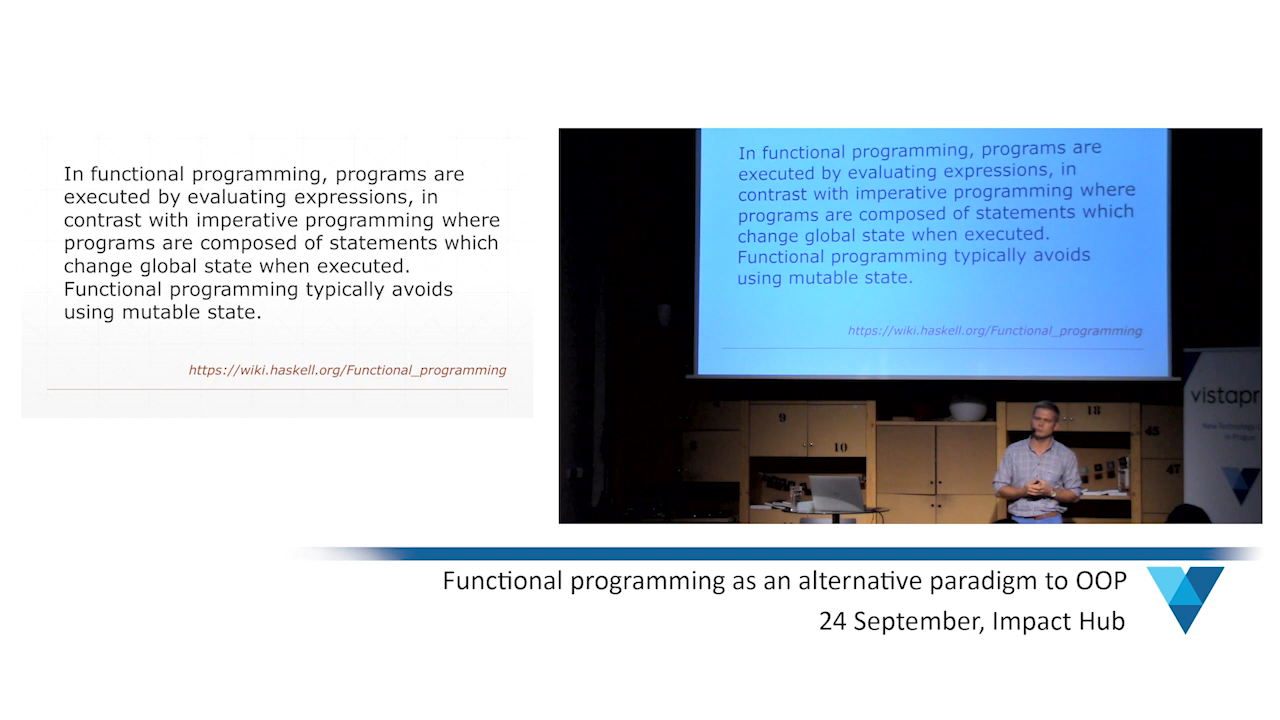 In functional programming, programs are
executed by evaluating expressions, in
contrast with imperative programming where
programs are composed of statements which
change global state when executed.
Functional programming typically avoids
using mutable state.
https://wiki.haskell.org/Functional_programming
In functional programming, programs are
executed by evaluating expressions, in
contrast with imperative programming where
programs are composed of statements which
change global state when executed.
Functional programming typically avoids
using mutable state.
https://wiki.haskell.org/Functional_programming
9
10
18
45
47
vistapr
New Technology
in Prague
Functional programming as an alternative paradigm to OOP
24 September, Impact Hub